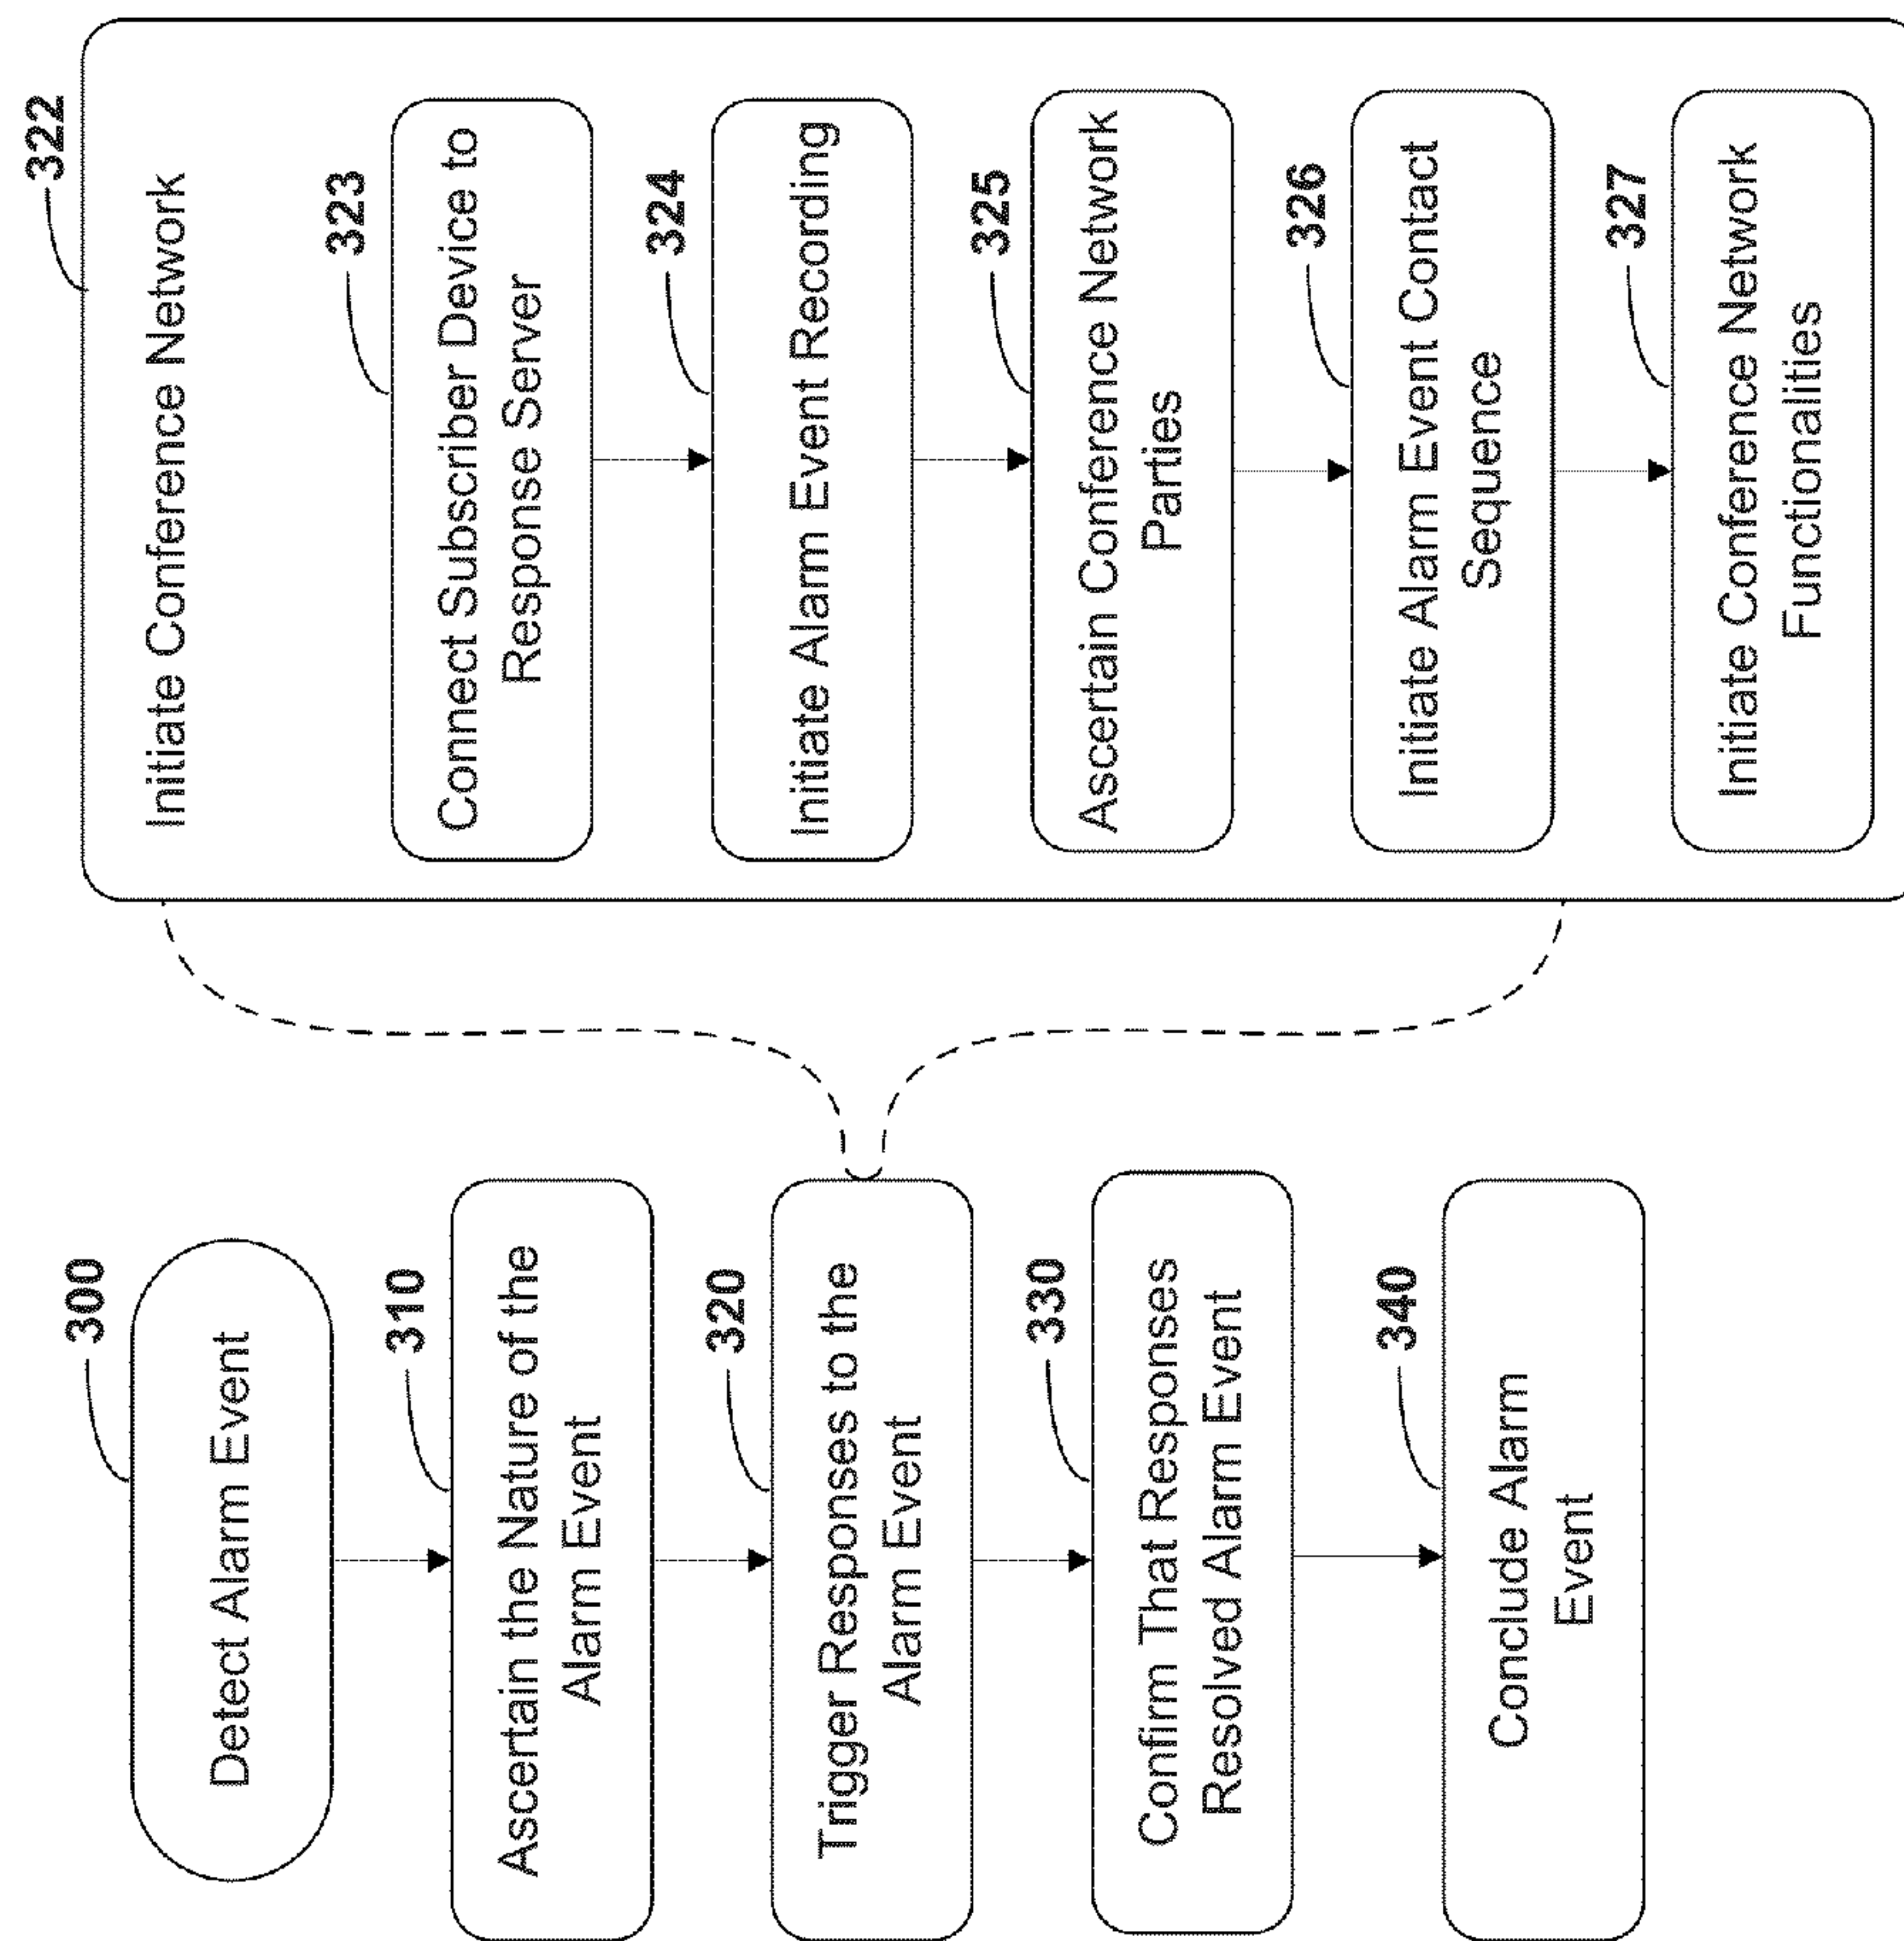 300
Detect Alarm Event
310
Ascertain the Nature of the
Alarm Event
320
Trigger Responses to the
Alarm Event
330
Confirm That Responses
Resolved Alarm Event
340
Conclude Alarm
Event
322
Initiate Conference Network
323
Connect Subscriber Device to
Response Server
324
Initiate Alarm Event Recording
325
Ascertain Conference Network
Parties
326
Initiate Alarm Event Contact
Sequence
327
Initiate Conference Network
Functionalities